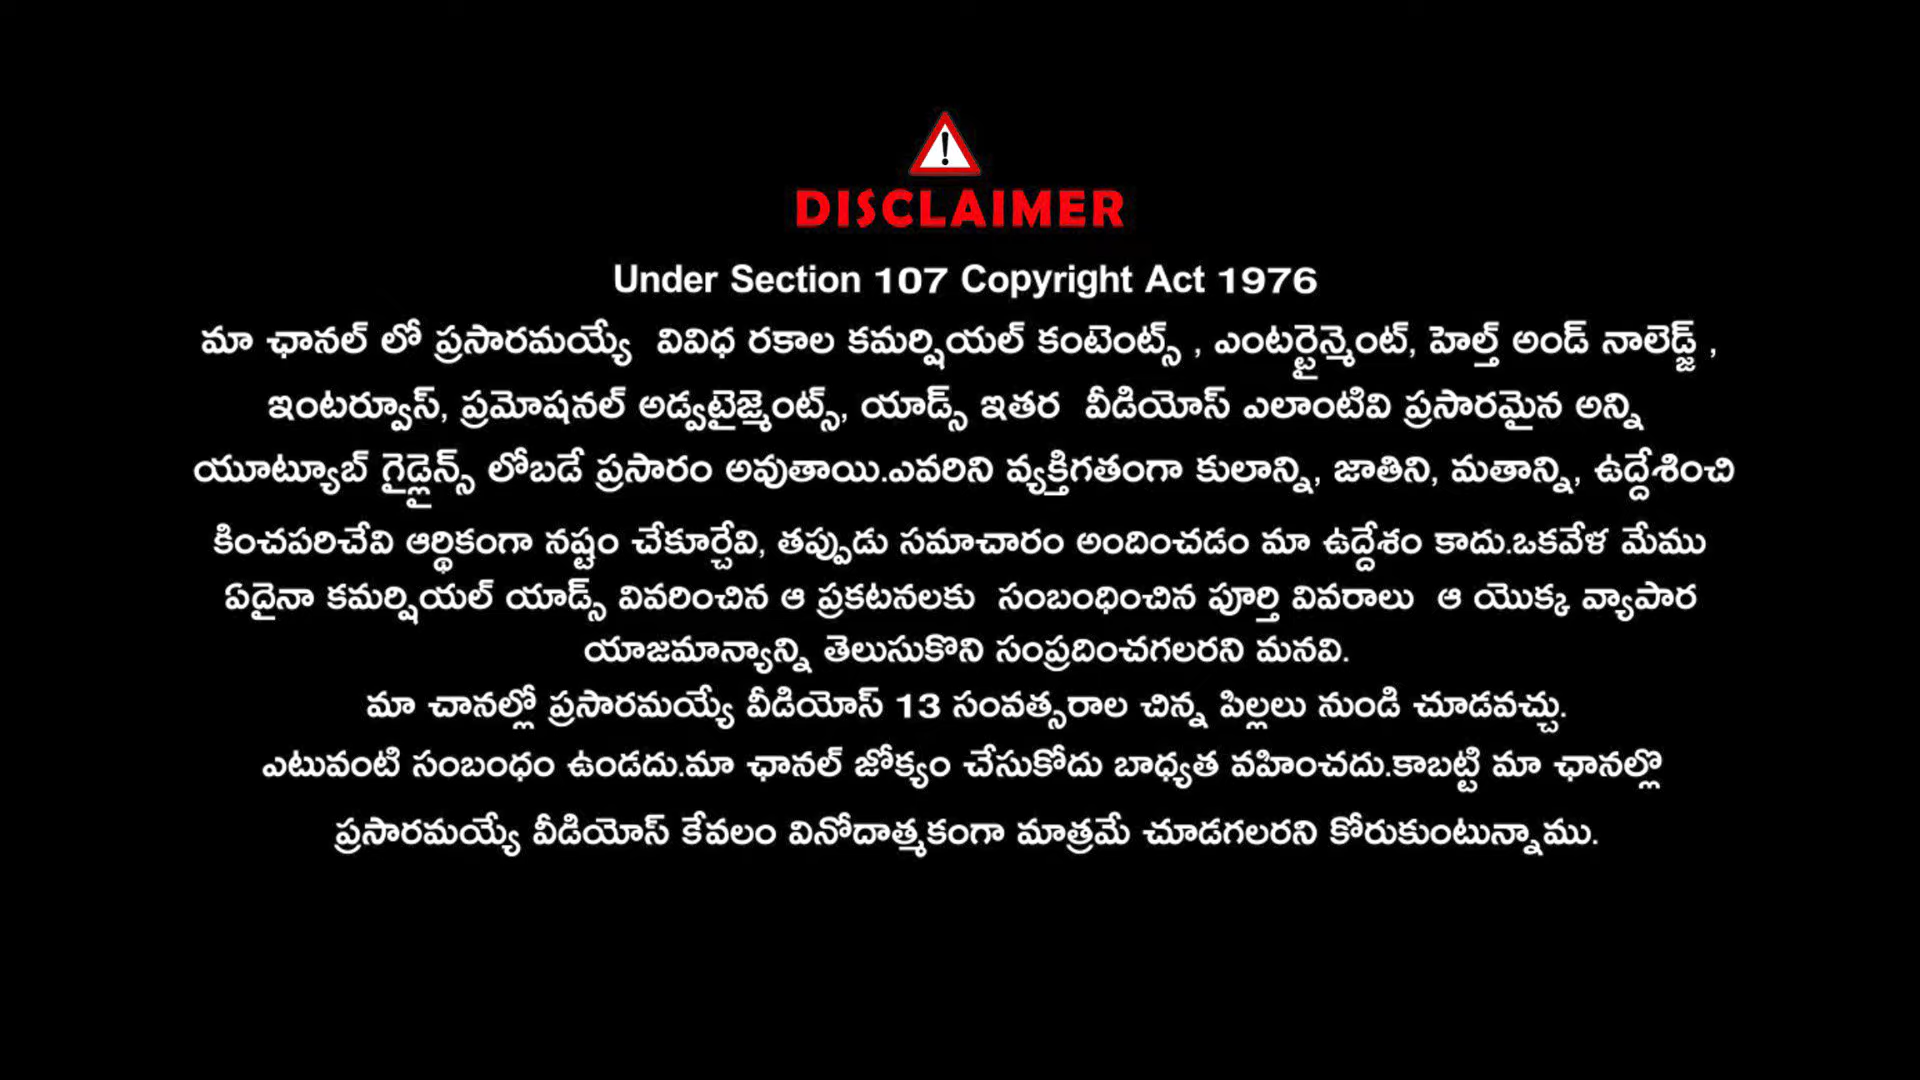 DISCLAIMER
Under Section 107 Copyright Act 1976
మా ఛానల్ లో ప్రసారమయ్యే వివిధ రకాల కమర్షియల్ కంటెంట్స్ , ఎంటర్టైన్మెంట్, హెల్త్ అండ్ నాలెడ్జ్ ,
ఇంటర్వూస్, ప్రమోషనల్ అడ్వటైజ్మెంట్స్, యాడ్స్ ఇతర వీడియోస్ ఎలాంటివి ప్రసారమైన అన్ని
యూట్యూబ్ గైడ్లైన్స్ లోబడే ప్రసారం అవుతాయి.ఎవరిని వ్యక్తిగతంగా కులాన్ని, జాతిని, మతాన్ని, ఉద్దేశించి
కించపరిచేవి ఆర్థికంగా నష్టం చేకూర్చేవి, తప్పుడు సమాచారం అందించడం మా ఉద్దేశం కాదు.ఒకవేళ మేము
ఏదైనా కమర్షియల్ యాడ్స్ వివరించిన ఆ ప్రకటనలకు సంబంధించిన పూర్తి వివరాలు ఆ యొక్క వ్యాపార
యాజమాన్యాన్ని తెలుసుకొని సంప్రదించగలరని మనవి.
మా చానల్లో ప్రసారమయ్యే వీడియోస్ 13 సంవత్సరాల చిన్న పిల్లలు నుండి చూడవచ్చు.
ఎటువంటి సంబంధం ఉండదు.మా ఛానల్ జోక్యం చేసుకోదు బాధ్యత వహించదు.కాబట్టి మా ఛానల్లొ
ప్రసారమయ్యే వీడియోస్ కేవలం వినోదాత్మకంగా మాత్రమే చూడగలరని కోరుకుంటున్నాము.